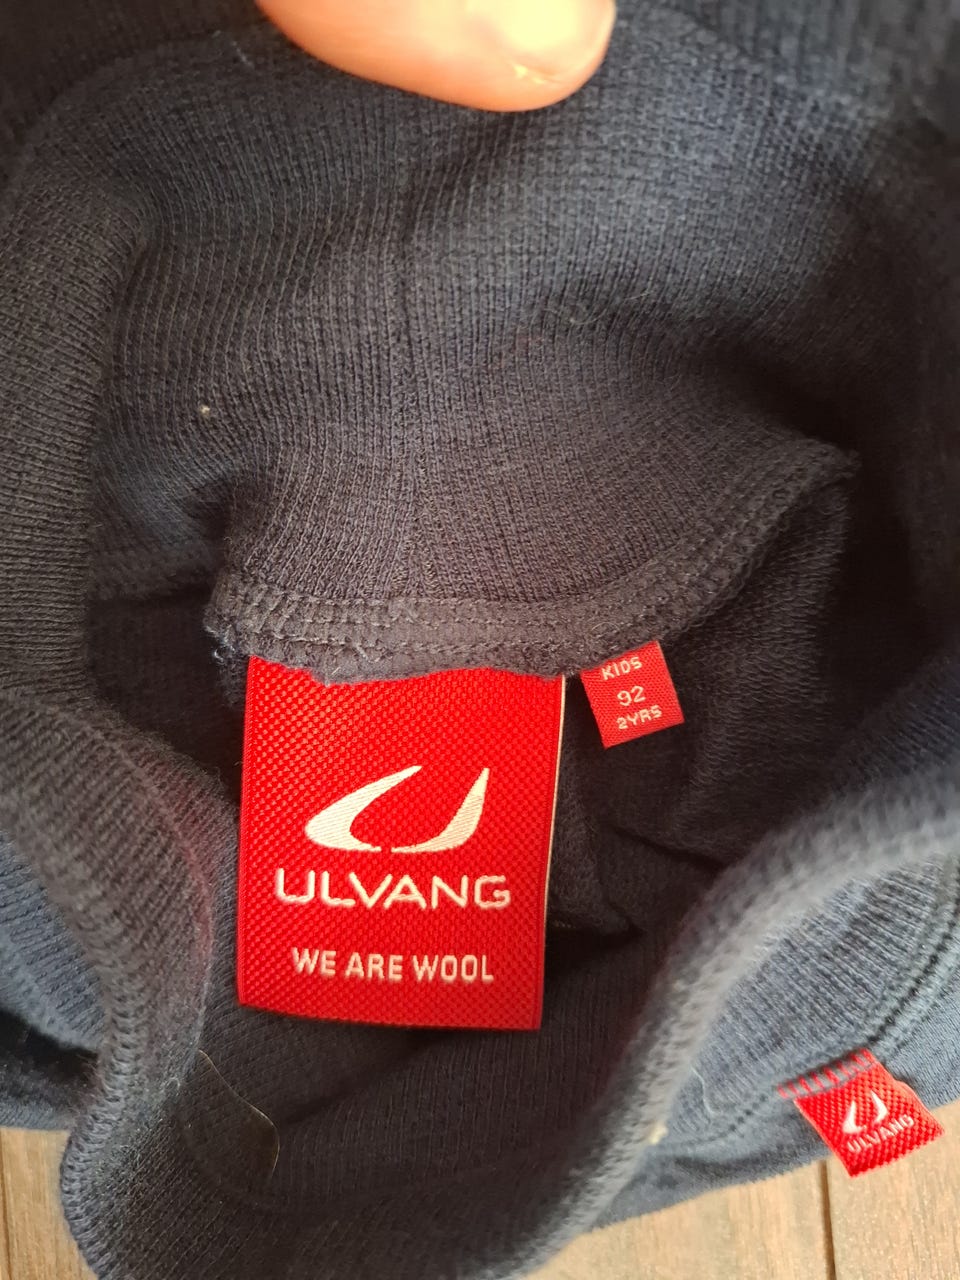 KIDS
92
2YRS
ULVANG
WE ARE WOOL
ULVANG